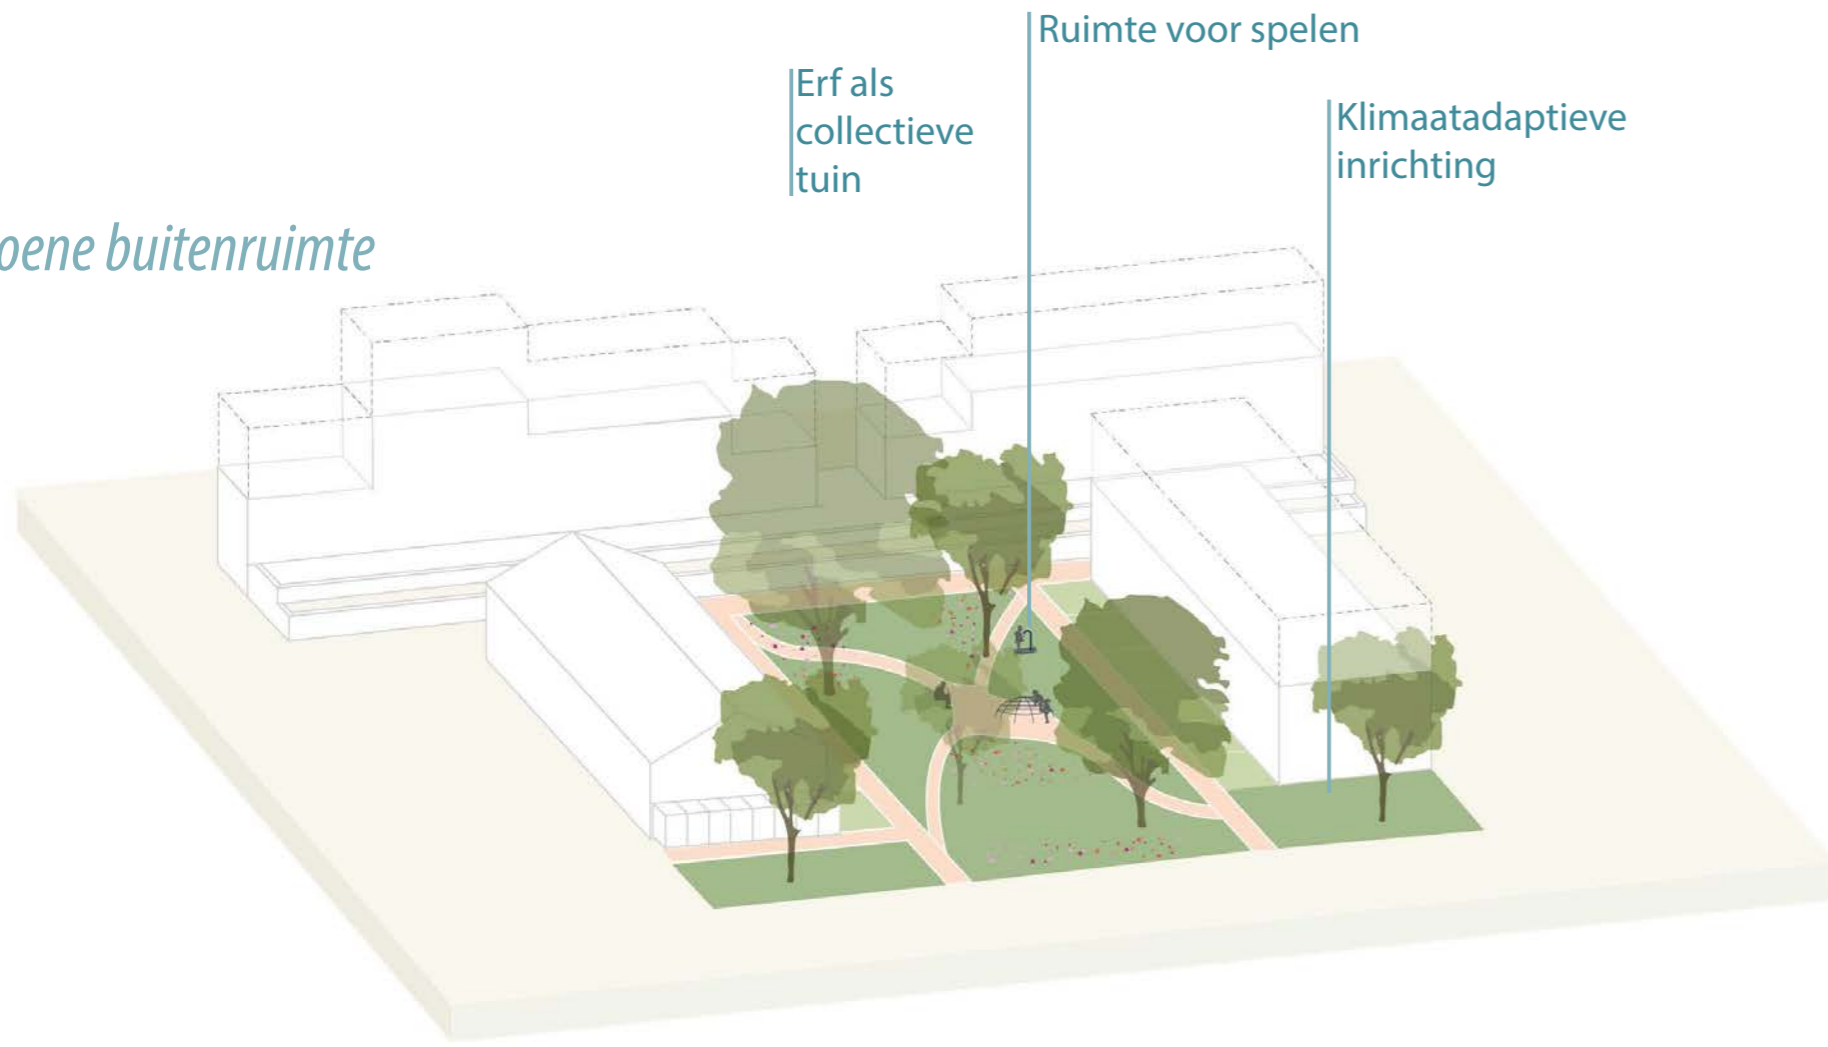 Ruimte voor spelen
Erf als
collectieve
tuin
Klimaatadaptieve
inrichting
oene buitenruimte